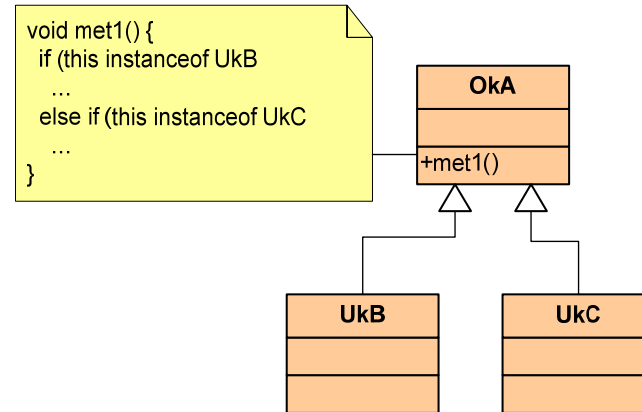 void met1() {
if (this instanceof UkB
...
else if (this instanceof UkC
...
}
OkA
+met1()
UkB
UkC